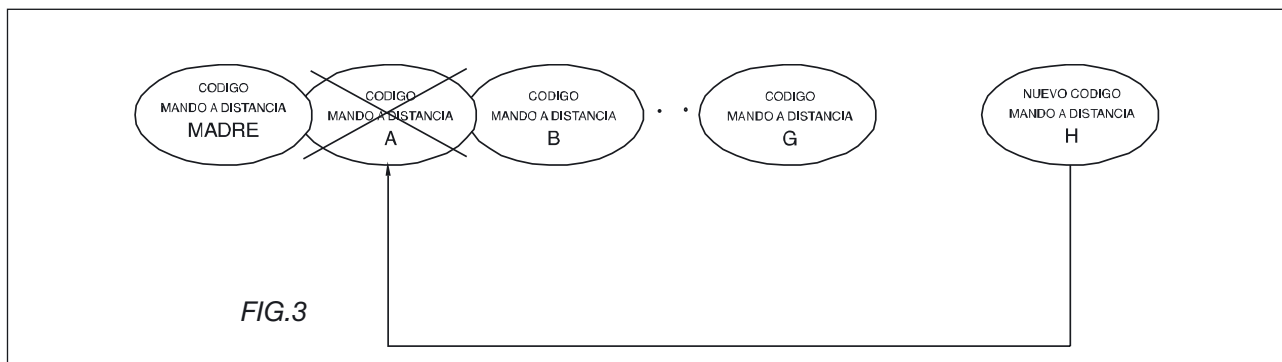 CODIGO
MANDO A DISTANCIA
MADRE
CODIGO
MANDO A DISTANCIA
A
CODIGO
MANDO A DISTANCIA
B
CODIGO
MANDO A DISTANCIA
G
NUEVO CODIGO
MANDO A DISTANCIA
H
FIG.3